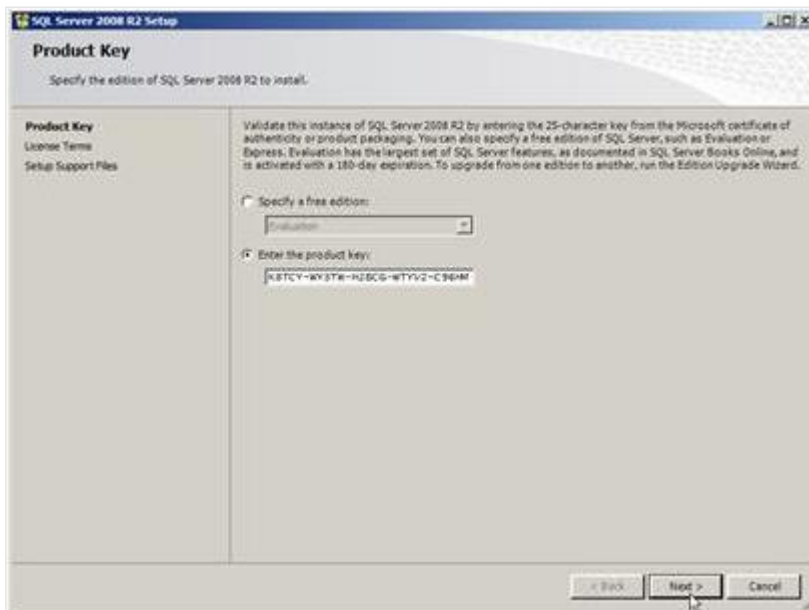 SQL Server 2008 R2 Setup
Product Key
Specify the edition of SQL Server 2008 R2 to install.
Product Key
License Terms
Setup Support Files
Validate this instance of SQL Server 2008 R2 by entering the 25-character key from the Microsoft certificate of
authenticity or product packaging. You can also specify a free edition of SQL Server, such as Evaluation or
Express. Evaluation has the largest set of SQL Server features, as documented in SQL Server Books Online, and
is activated with a 180-day expiration. To upgrade from one edition to another, run the Edition Upgrade Wizard.
Specify a free edition:
Evaluation
Enter the product key:
< Back
Next >
Cancel